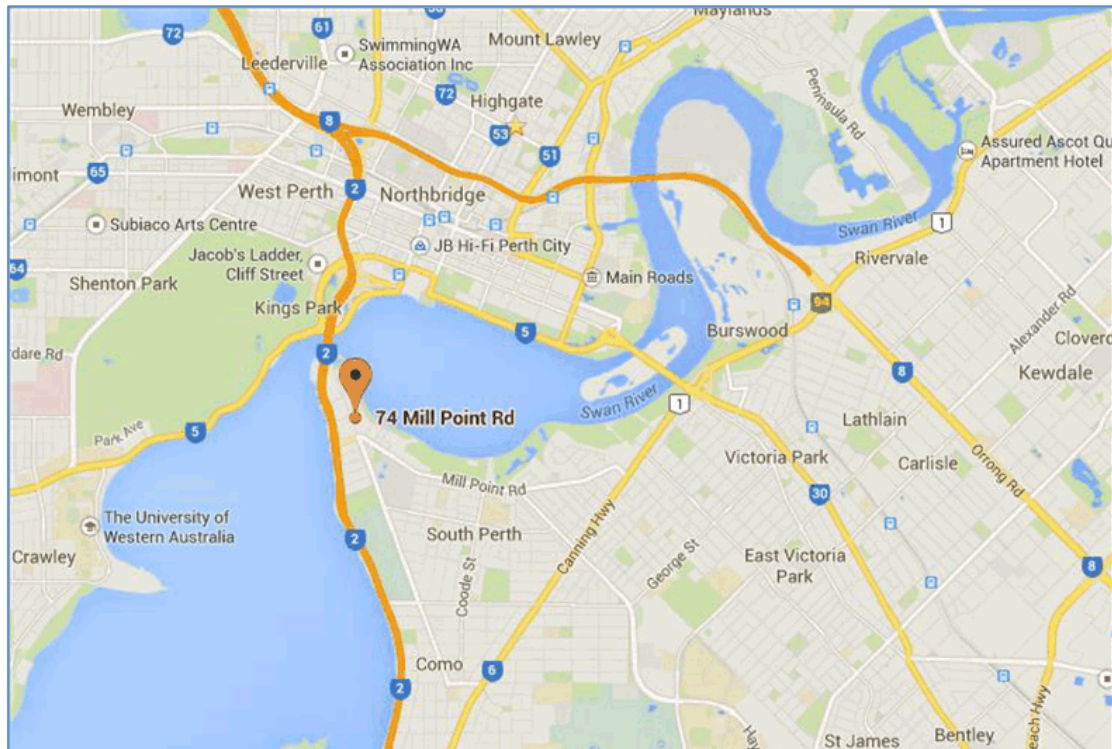 Maylands
61
72
SwimmingWA
Association Inc
83
Mount Lawley
Leederville
Wembley
72
Highgate
8
53
51
Peninsula Rd
Assured Ascot Qu
Apartment Hotel
imont
65
West Perth
2
Northbridge
Subiaco Arts Centre
Swan River
1
JB Hi-Fi Perth City
Rivervale
64
Shenton Park
Jacob's Ladder,
Cliff Street
Main Roads
Kings Park
94
Alexander Rd
5
Burswood
Clover
dare Rd
2
8
Kewdale
74 Mill Point Rd
Swan River
1
Lathlain
Park Ave
5
Victoria Park
Carlisle
Orrong Rd
Mill Point Rd
30
The University of
Western Australia
South Perth
Canning Hwy
Crawley
2
George St
East Victoria
Park
8
Coode St
Como
6
2
St James
Bentley
each Hwy
Hay